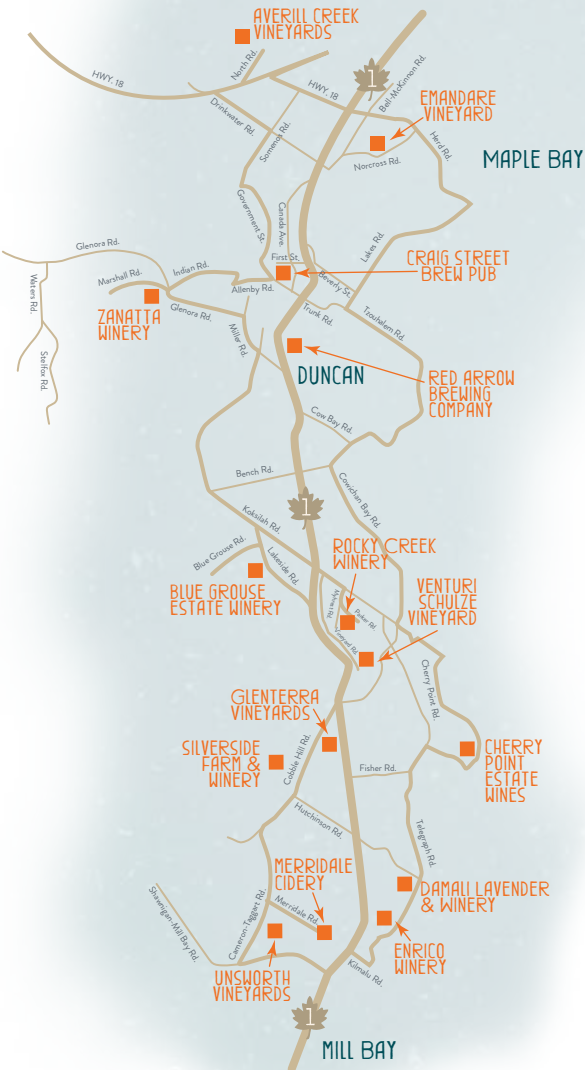 AVERILL CREEK
VINEYARDS
North Rd.
HWY. 18
1
HWY. 18
Bell-McKinnon Rd.
Drinkwater Rd.
Somenos Rd.
EMANDARE
VINEYARD
Herd Rd.
Norcross Rd.
MAPLE BAY
Government St.
Canada Ave.
Lakes Rd.
Glenora Rd.
First St.
CRAIG STREET
BREW PUB
Marshall Rd.
Indian Rd.
Allenby Rd.
Beverly St.
Waters Rd.
ZANATTA
WINERY
Glenora Rd.
Trunk Rd.
Tzouhalem Rd.
Miller Rd.
Stelfox Rd.
DUNCAN
RED ARROW
BREWING
COMPANY
Cow Bay Rd.
Bench Rd.
Cowichan Bay Rd.
1
Koksilah Rd.
Blue Grouse Rd.
Lakeside Rd.
ROCKY CREEK
WINERY
BLUE GROUSE
ESTATE WINERY
VENTURI
SCHULZE
VINEYARD
Parker Rd.
Vineyard Rd.
Cherry Point Rd.
GLENTERRA
VINEYARDS
SILVERSIDE
FARM &
WINERY
Cobble Hill Rd.
CHERRY
POINT
ESTATE
WINES
Fisher Rd.
Hutchinson Rd.
Telegraph Rd.
MERRIDALE
CIDERY
DAMALI LAVENDER
& WINERY
Shawnigan-Mill Bay Rd.
Cameron-Taggart Rd.
Merridale Rd.
ENRICO
WINERY
UNSWORTH
VINEYARDS
Kilmalu Rd.
1
MILL BAY